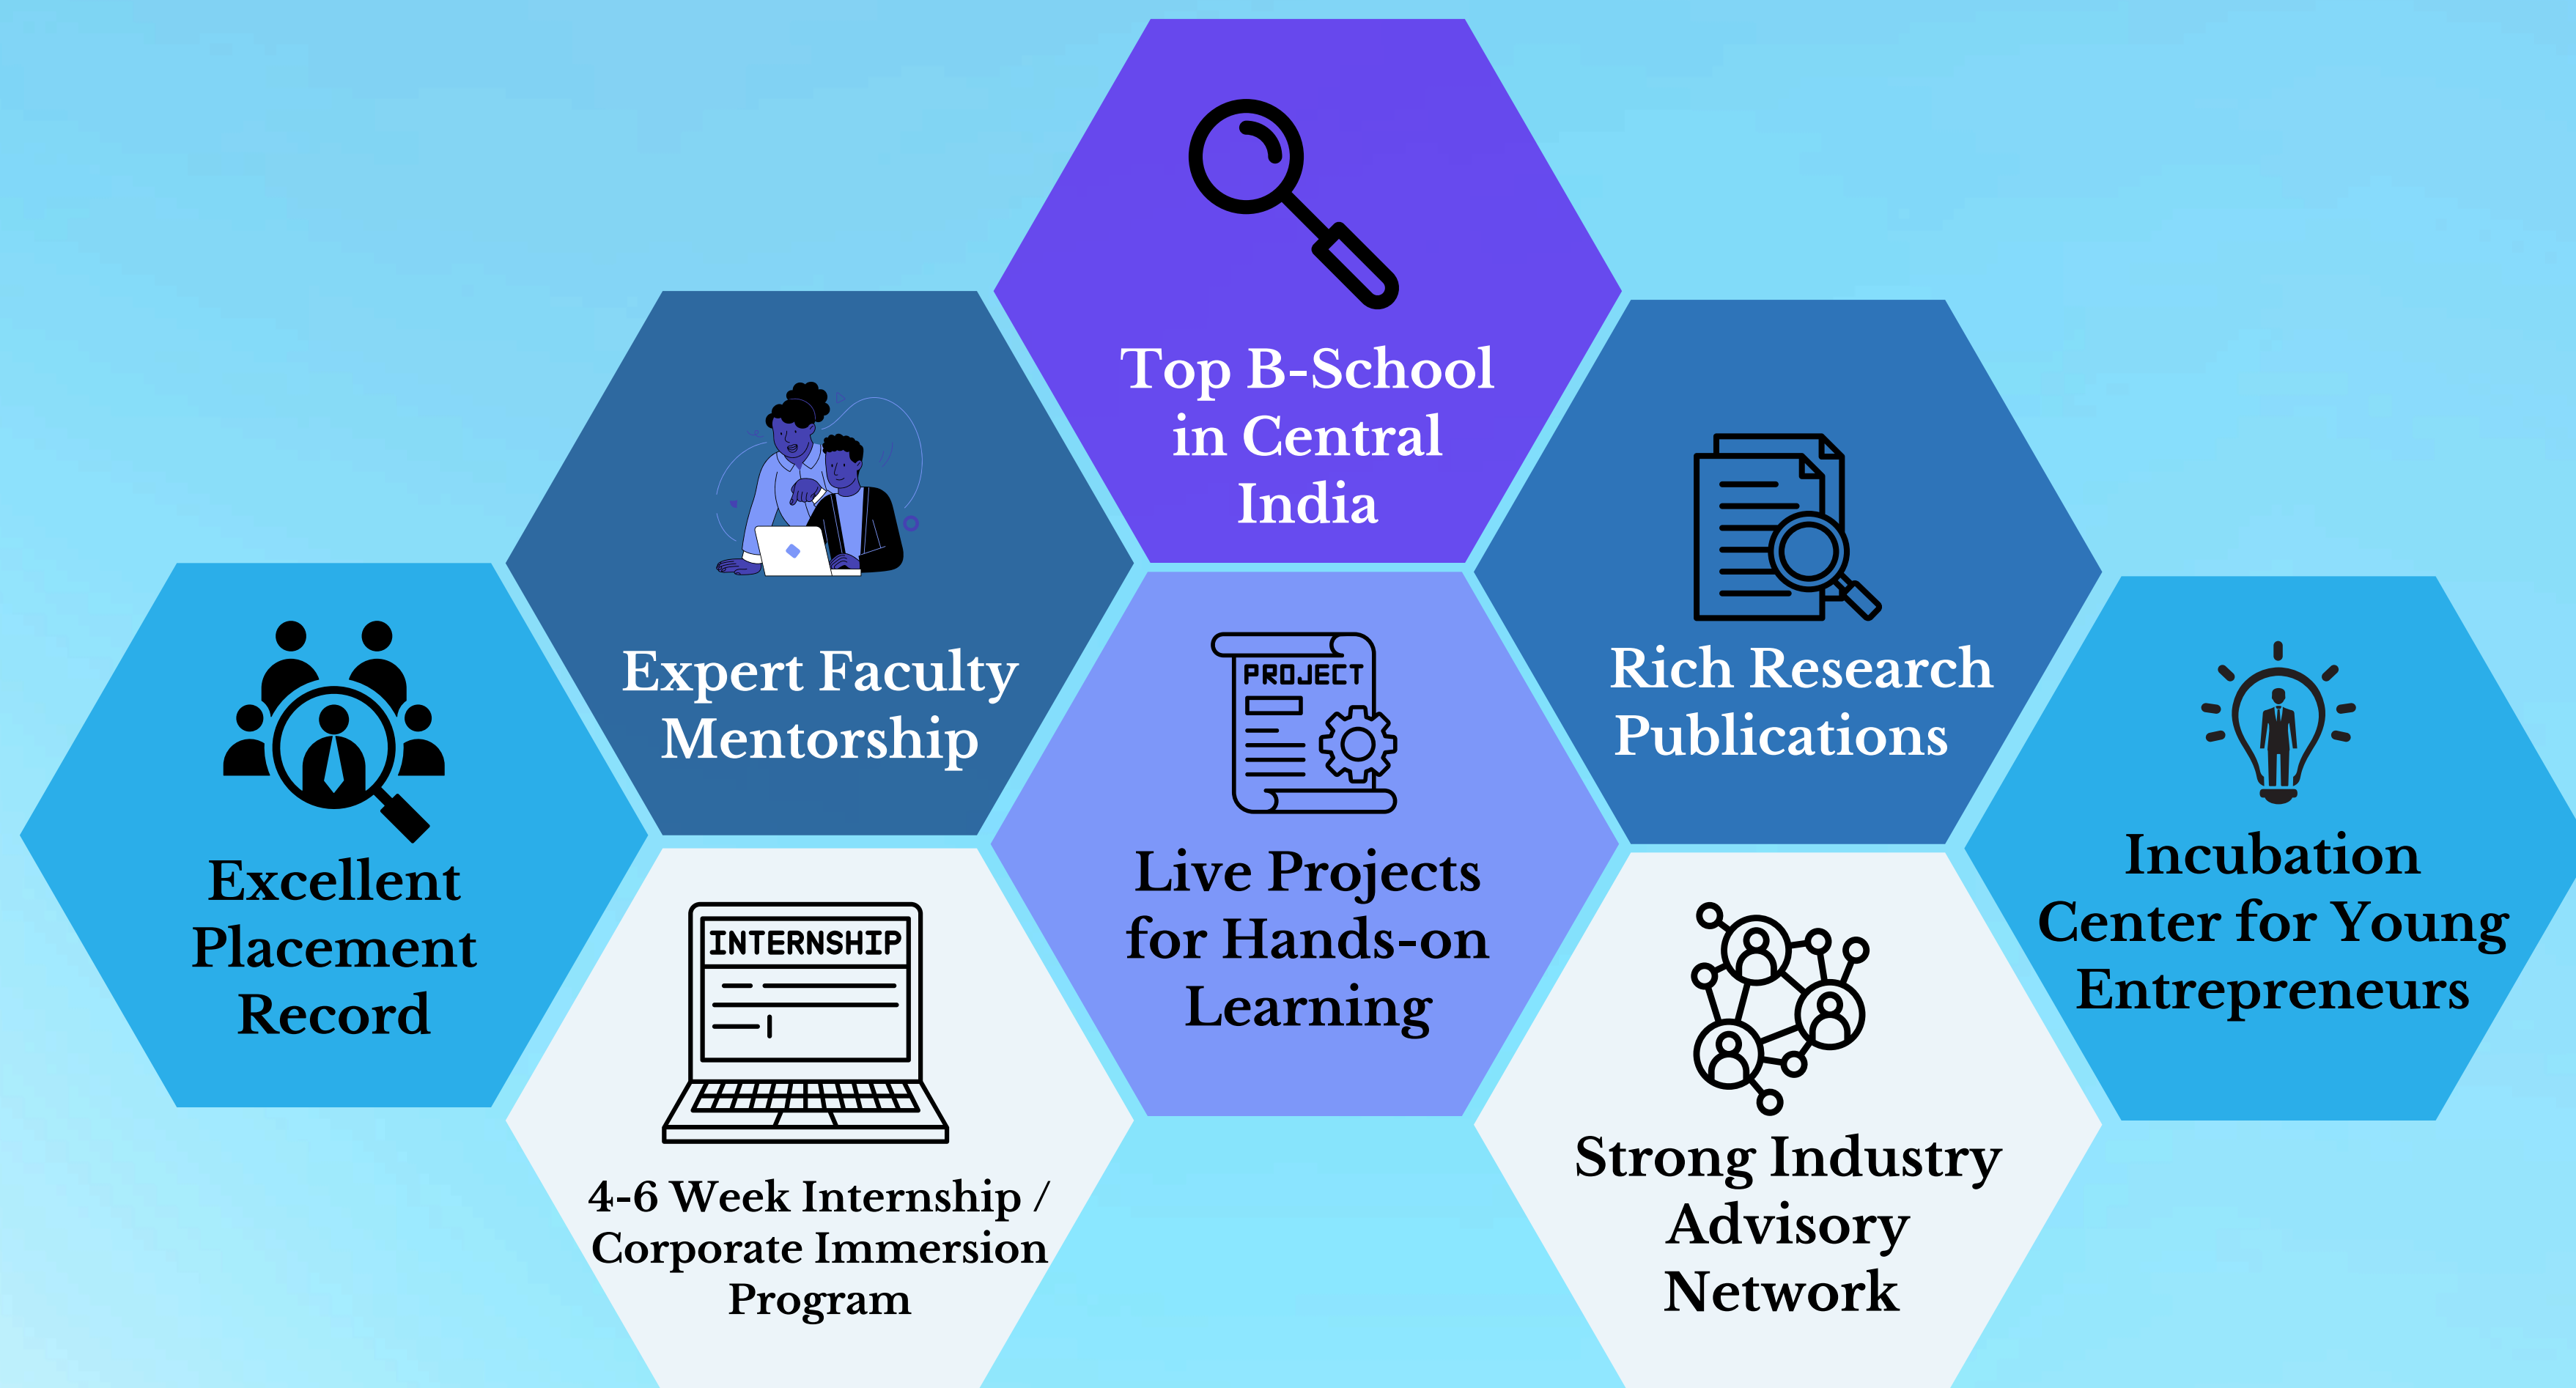 Top B-School
in Central
India
Expert Faculty
Mentorship
Rich Research
Publications
Excellent
Placement
Record
PROJECT
Live Projects
for Hands-on
Learning
Incubation
Center for Young
Entrepreneurs
INTERNSHIP
4-6 Week Internship /
Corporate Immersion
Program
Strong Industry
Advisory
Network